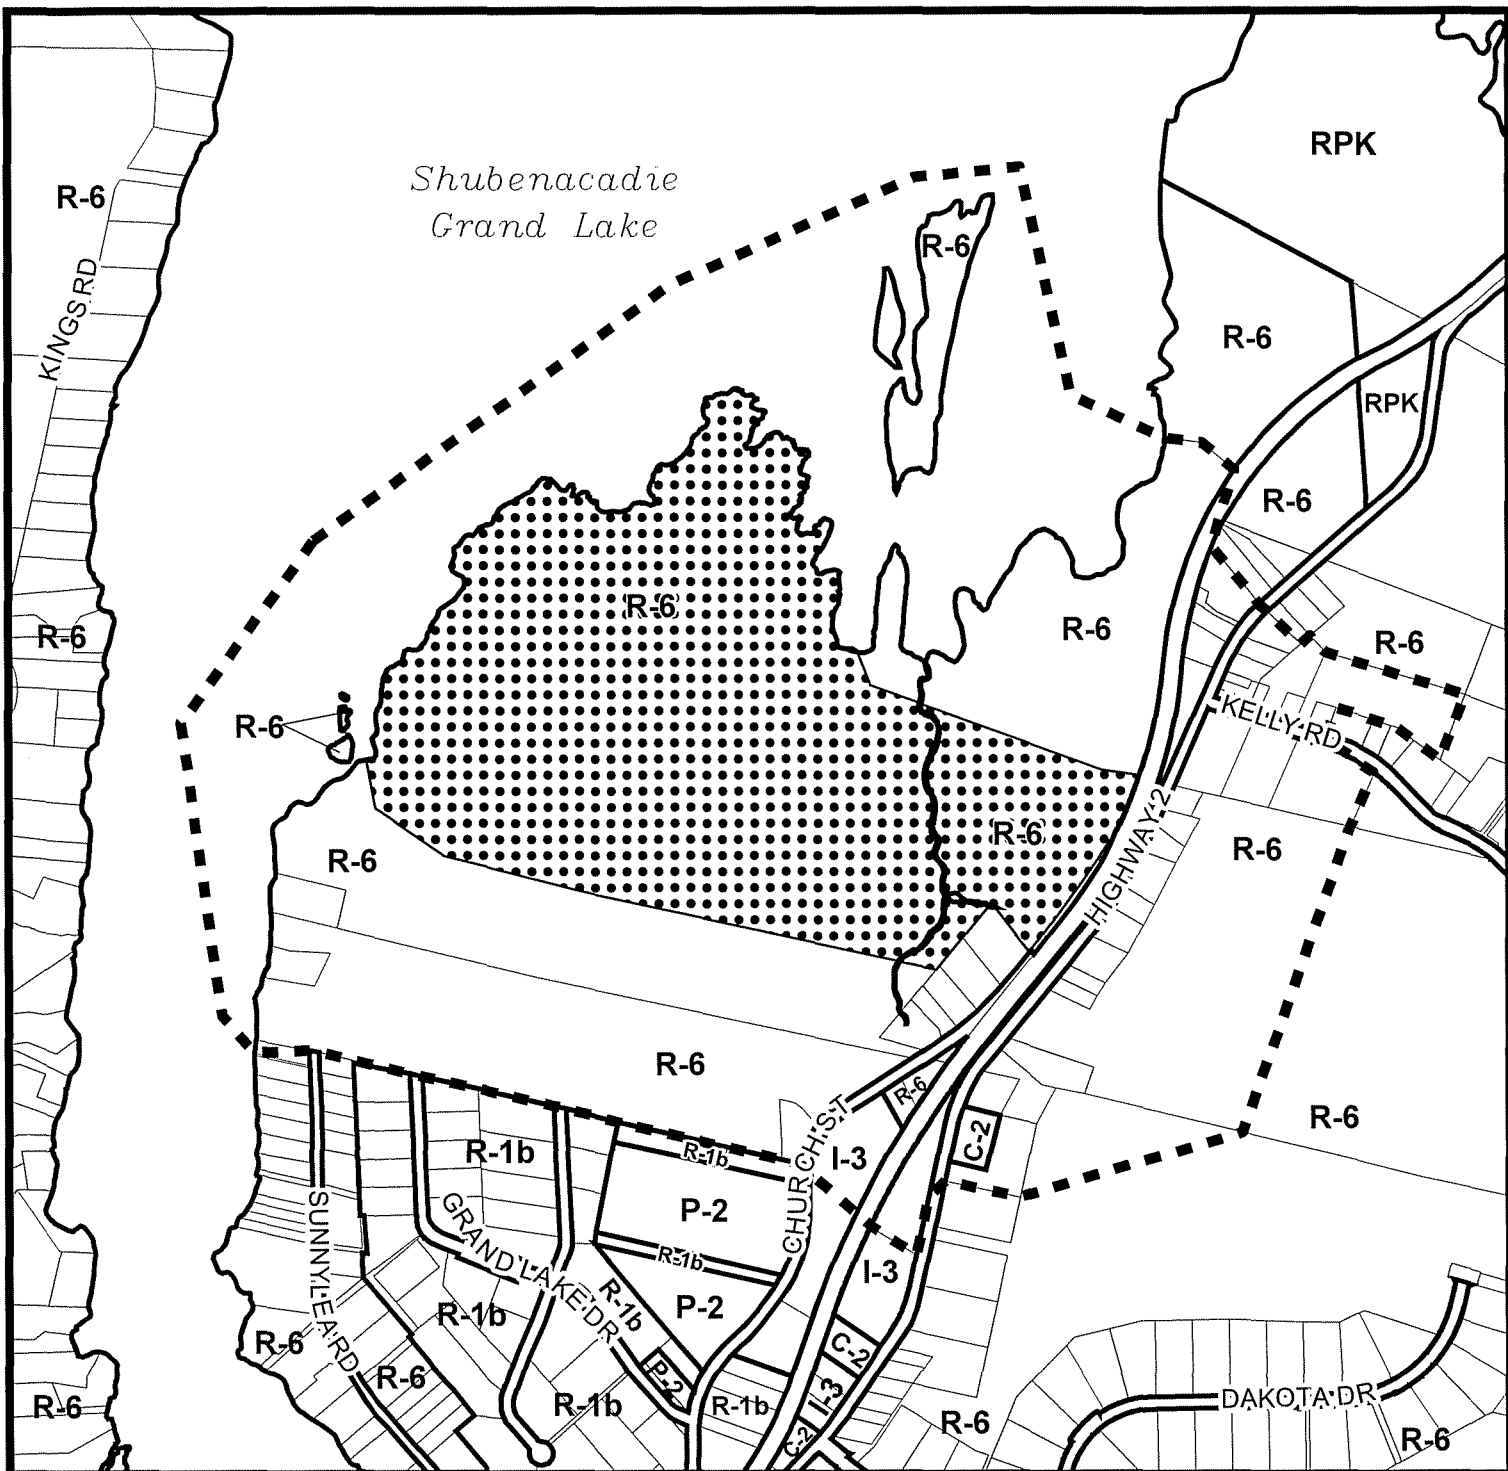 RPK
Shubenacadie
Grand Lake
R-6
R-6
KINGS RD
R-6
RPK
R-6
R-6
R-6
R-6
R-6
R-6
KELLY RD
R-6
R-6
HIGHWAY 2
R-6
R-6
R-6
R-6
R-6
CHURCH ST
C-2
R-1b
R-1b
I-3
P-2
SUNNYLEA RD
GRAND LAKE DR
R-1b
I-3
R-1b
P-2
R-1b
R-6
C-2
R-6
P-2
I-3
R-6
R-1b
R-1b
C-2
R-6
DAKOTA DR
R-6